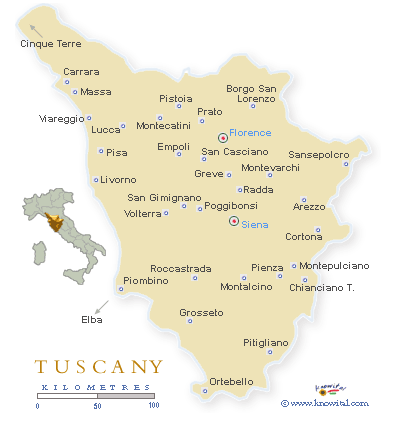 Cinque Terre
Carrara
Massa
Borgo San
Lorenzo
Pistoia
Prato
Viareggio
Lucca
Montecatini
Florence
Pisa
Empoli
San Casciano
Sansepolcro
Greve
Montevarchi
Livorno
Radda
San Gimignano
Poggibonsi
Arezzo
Volterra
Siena
Cortona
Roccastrada
Pienza
Montepulciano
Piombino
Montalcino
Chianciano T.
Elba
Grosseto
Pitigliano
TUSCANY
KILOMETRES
0 50 100
Ortebello
Knowital
© www.knowital.com